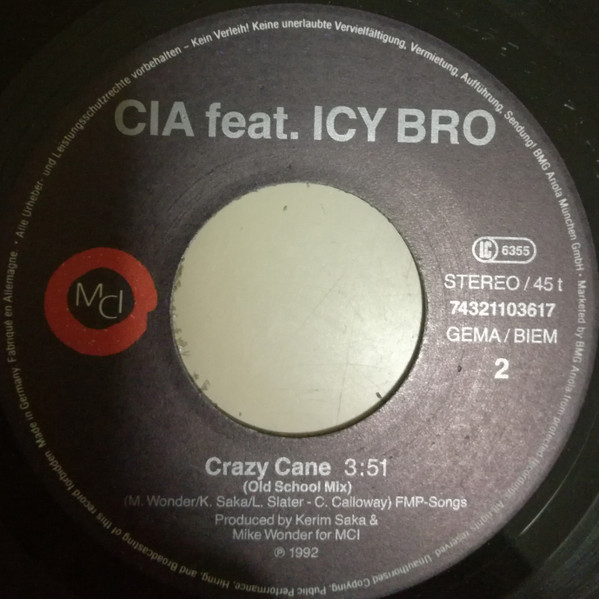 Alle Urheber- und Leistungsschutzrechte vorbehalten – Kein Verleih! Keine unerlaubte Vervielfältigung, Vermietung, Aufführung, Sendung! BMG Ariola München GmbH · Marketed by BMG Ariola
CIA feat. ICY BRO
MCI
LC 6355
STEREO / 45 t
74321103617
GEMA / BIEM
2
Crazy Cane 3:51
(Old School Mix)
(M. Wonder/K. Saka/L. Slater - C. Calloway) FMP-Songs
Produced by Kerim Saka &
Mike Wonder for MCI
℗ 1992
All rights reserved. Unauthorised Copying, Public Performance, Hiring, and Broadcasting of this record forbidden. Made in Germany. Fabriqué en Allemagne.